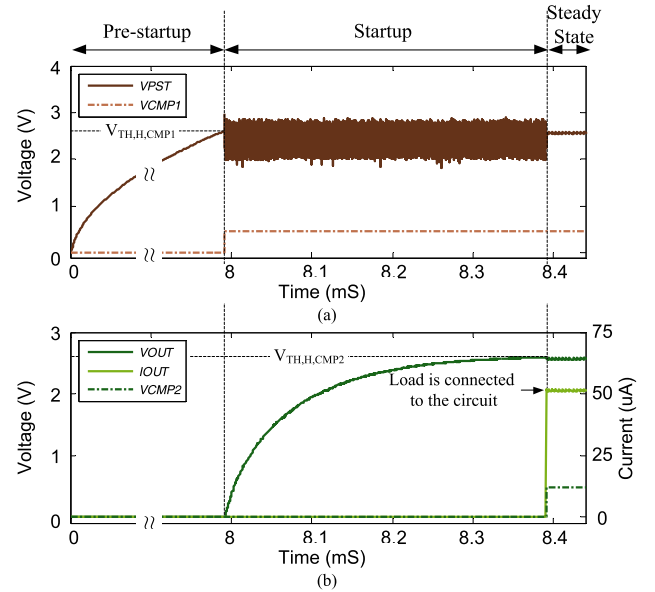 Pre-startup
Startup
Steady
State
4
3
2
1
0
Voltage (V)
VPST
VCMP1
V_TH,H,CMP1
0
8
8.1
8.2
8.3
8.4
Time (mS)
(a)
3
2
1
0
Voltage (V)
VOUT
IOUT
VCMP2
V_TH,H,CMP2
Load is connected
to the circuit
75
50
25
0
Current (uA)
0
8
8.1
8.2
8.3
8.4
Time (mS)
(b)